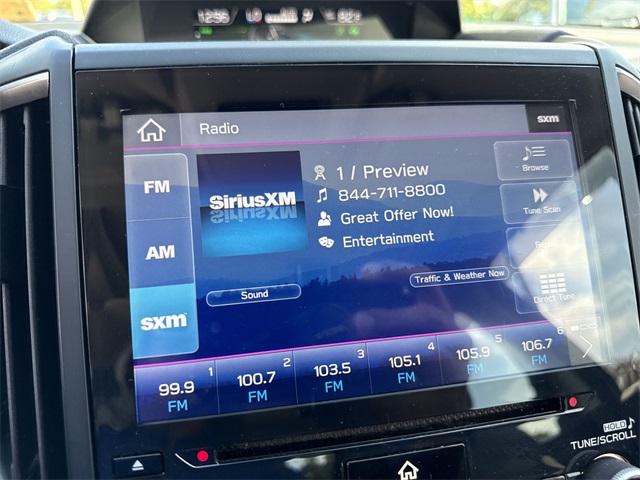 12:56
Radio
sxm
FM
AM
sxm
SiriusXM
1 / Preview
844-711-8800
Great Offer Now!
Entertainment
Browse
Tune Scan
Direct Tune
Sound
Traffic & Weather Now
1
99.9
FM
2
100.7
FM
3
103.5
FM
4
105.1
FM
5
105.9
FM
6
106.7
FM
HOLD
TUNE/SCROLL